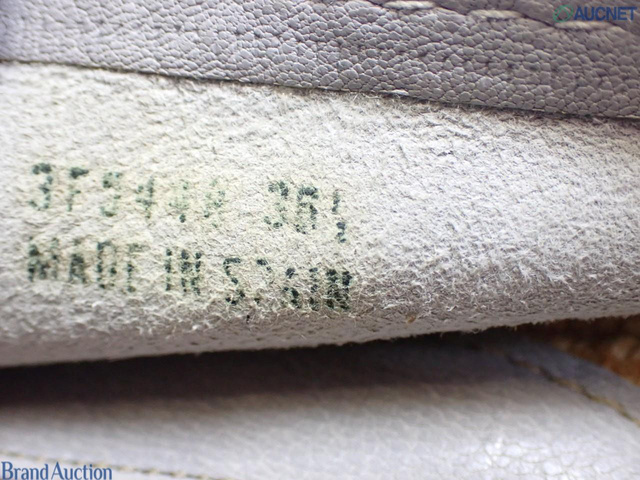 AUCNET
36½
MADE IN SPAIN
Brand Auction